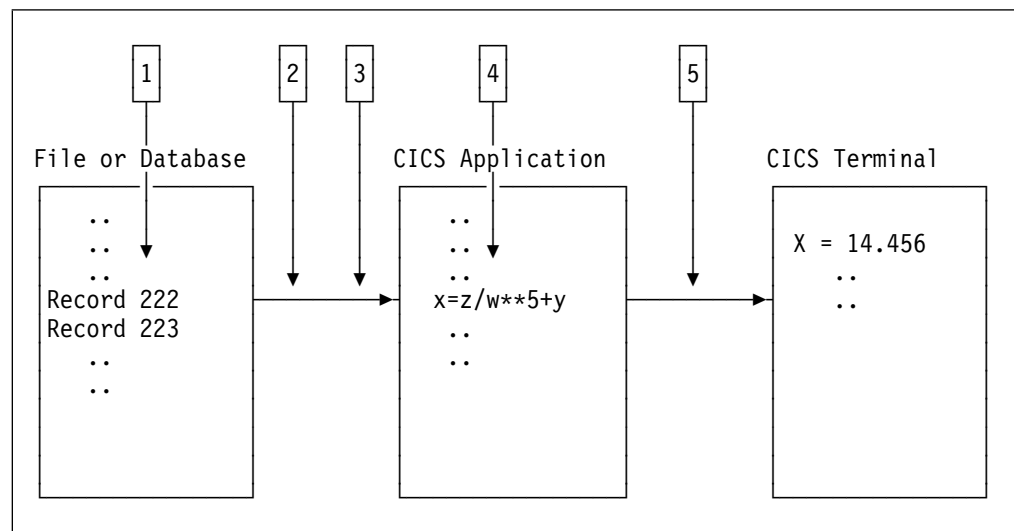 1 2 3 4 5
File or Database CICS Application CICS Terminal
.. ..
.. .. X = 14.456
.. .. ..
Record 222 x=z/w**5+y ..
Record 223 ..
.. ..
..